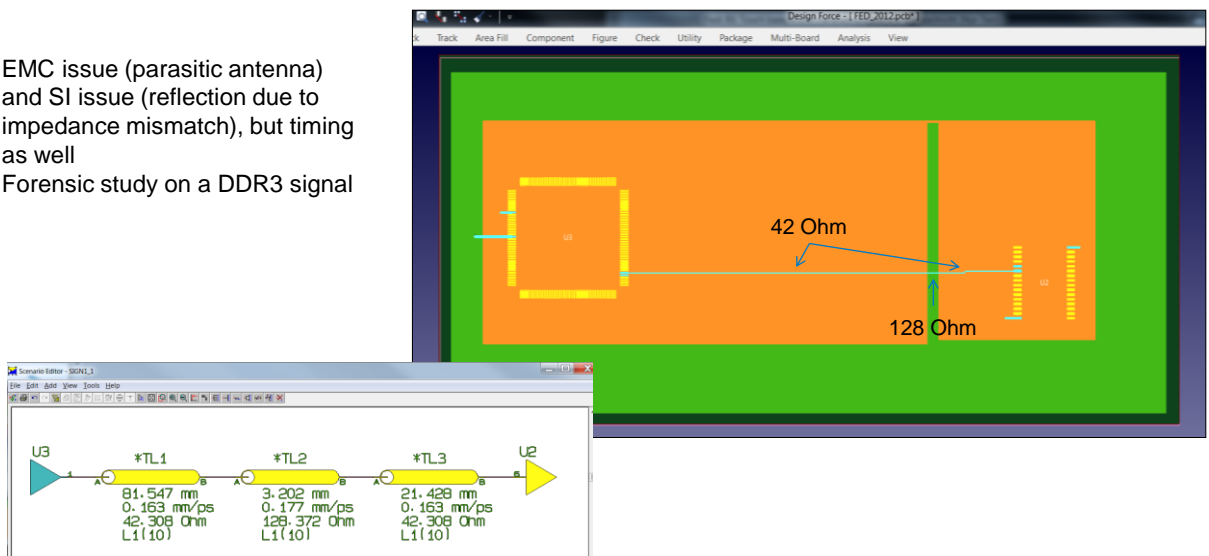 Design Force - [ FED_2012.pcb* ]
Track Area Fill Component Figure Check Utility Package Multi-Board Analysis View
EMC issue (parasitic antenna)
and SI issue (reflection due to
impedance mismatch), but timing
as well
Forensic study on a DDR3 signal
42 Ohm
U3
U2
128 Ohm
Scenario Editor - SIGN1_1
File Edit Add View Tools Help
U3 *TL1 *TL2 *TL3 U2
1 A B A B A B 6
81.547 mm 3.202 mm 21.428 mm
0.163 mm/ps 0.177 mm/ps 0.163 mm/ps
42.308 Ohm 128.372 Ohm 42.308 Ohm
L1(10) L1(10) L1(10)